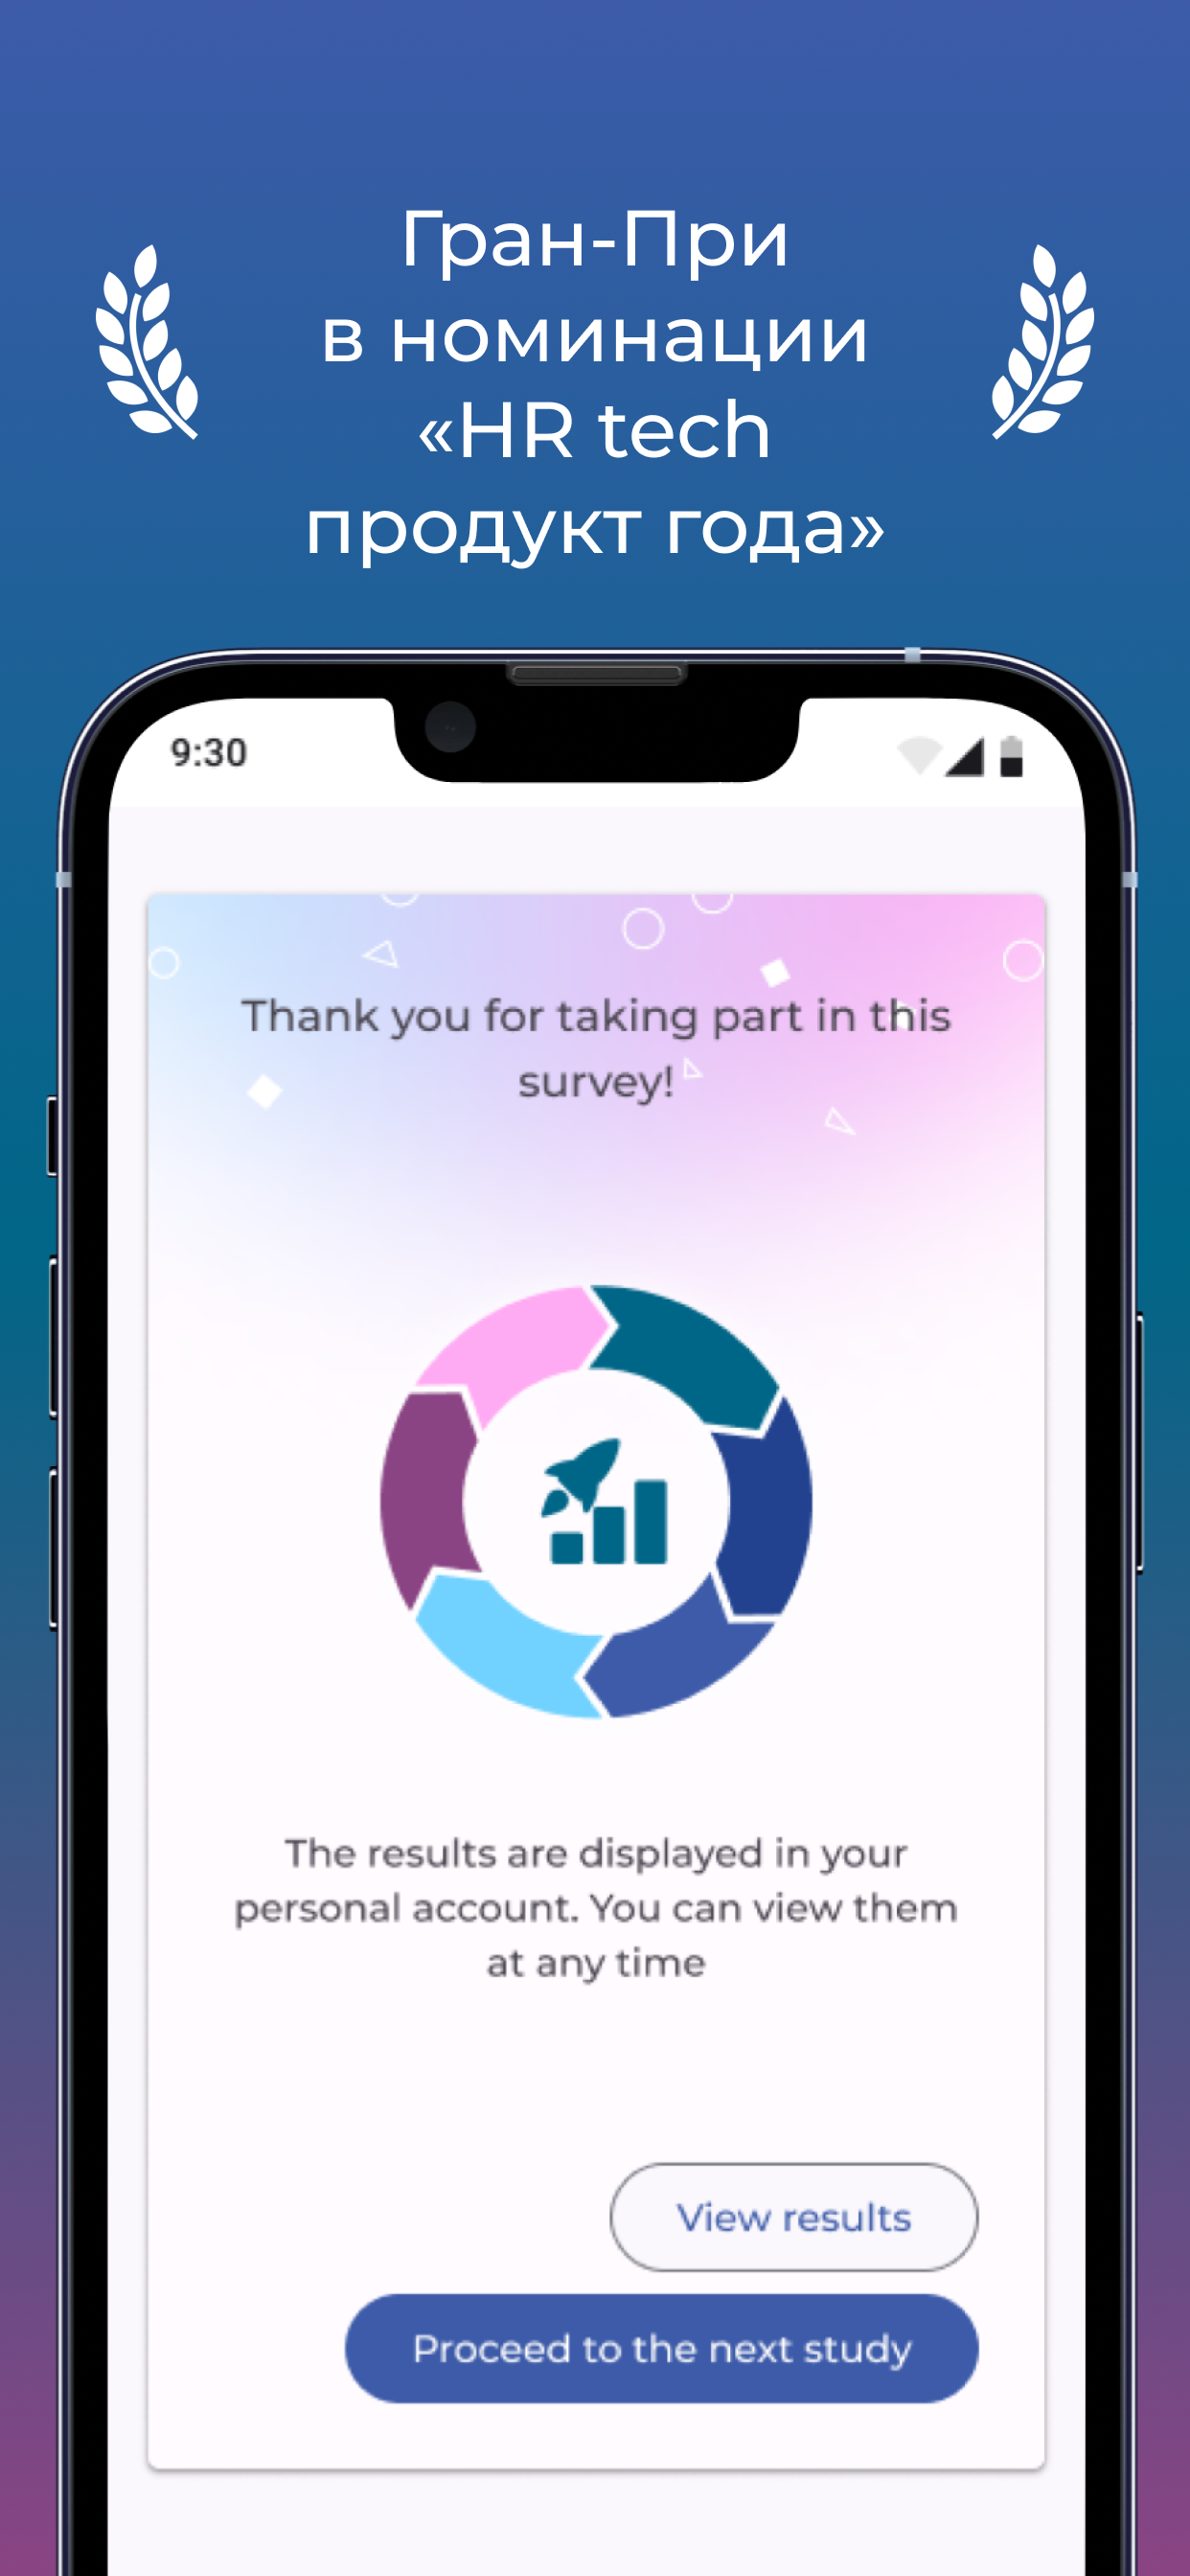 Гран-При
в номинации
«HR tech
продукт года»
9:30
Thank you for taking part in this
survey!
The results are displayed in your
personal account. You can view them
at any time
View results
Proceed to the next study